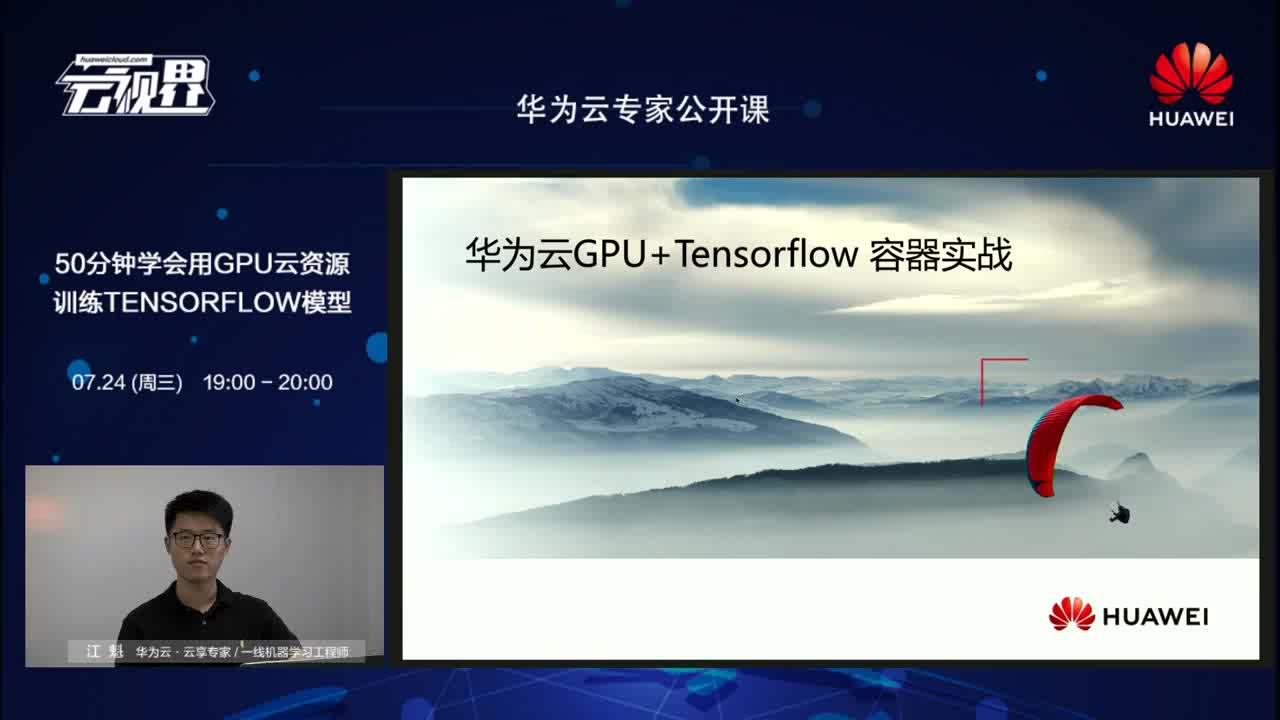 huaweicloud.com
云视界
华为云专家公开课
HUAWEI
50分钟学会用GPU云资源
训练TENSORFLOW模型
07.24 (周三) 19:00 – 20:00
江 魁 华为云 · 云享专家 / 一线机器学习工程师
华为云GPU+Tensorflow 容器实战
HUAWEI